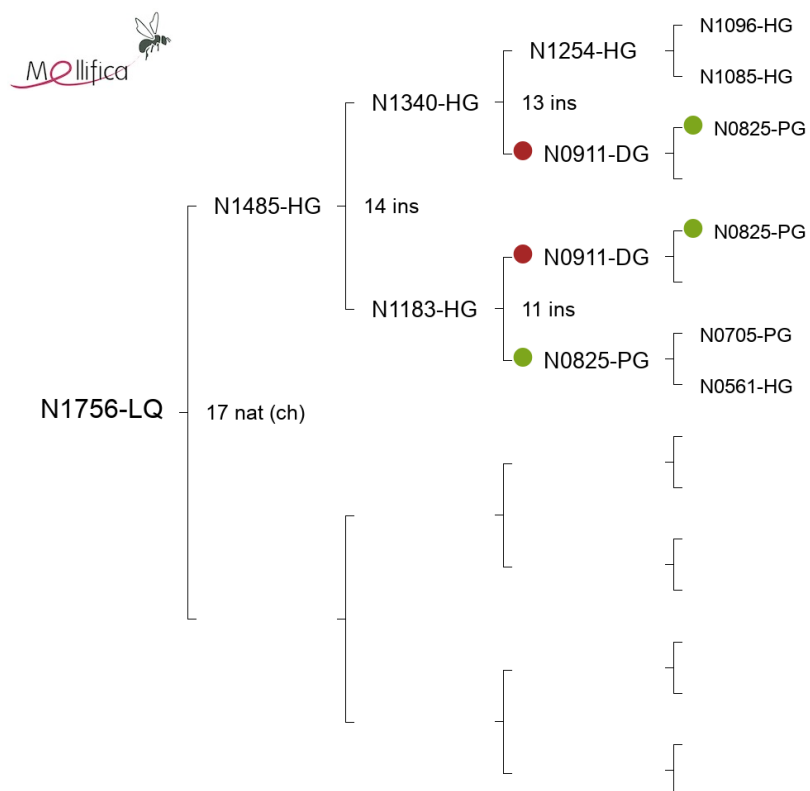 Mellifica
N1096-HG
N1254-HG
N1085-HG
N1340-HG
13 ins
N0825-PG
N0911-DG
N1485-HG
14 ins
N0825-PG
N0911-DG
N1183-HG
11 ins
N0705-PG
N0825-PG
N0561-HG
N1756-LQ
17 nat (ch)